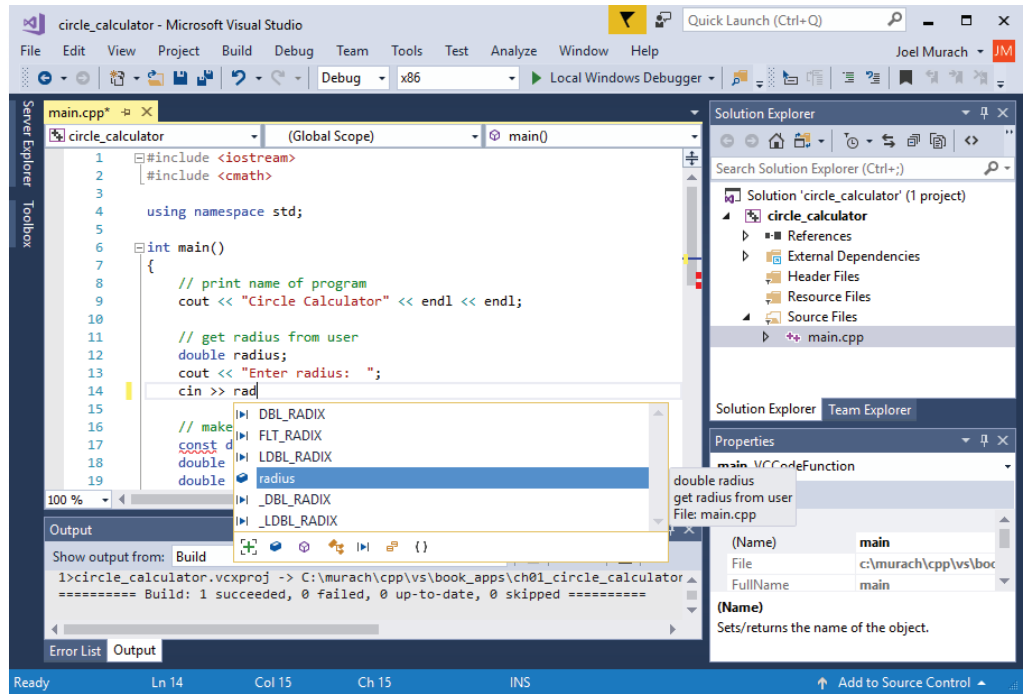 circle_calculator - Microsoft Visual Studio
Quick Launch (Ctrl+Q)
File Edit View Project Build Debug Team Tools Test Analyze Window Help
Joel Murach JM
Debug x86 Local Windows Debugger
Server Explorer
Toolbox
main.cpp*
circle_calculator (Global Scope) main()
1 #include <iostream>
2 #include <cmath>
3
4 using namespace std;
5
6 int main()
7 {
8 // print name of program
9 cout << "Circle Calculator" << endl << endl;
10
11 // get radius from user
12 double radius;
13 cout << "Enter radius:  ";
14 cin >> rad
15
16 // make
17 const d
18 double
19 double
DBL_RADIX
FLT_RADIX
LDBL_RADIX
radius
_DBL_RADIX
_LDBL_RADIX
{}
double radius
get radius from user
File: main.cpp
100 %
Output
Show output from: Build
1>circle_calculator.vcxproj -> C:\murach\cpp\vs\book_apps\ch01_circle_calculator
========== Build: 1 succeeded, 0 failed, 0 up-to-date, 0 skipped ==========
Error List Output
Solution Explorer
Search Solution Explorer (Ctrl+;)
Solution 'circle_calculator' (1 project)
circle_calculator
References
External Dependencies
Header Files
Resource Files
Source Files
main.cpp
Solution Explorer Team Explorer
Properties
main VCCodeFunction
(Name) main
File c:\murach\cpp\vs\boo
FullName main
(Name)
Sets/returns the name of the object.
Ready Ln 14 Col 15 Ch 15 INS Add to Source Control